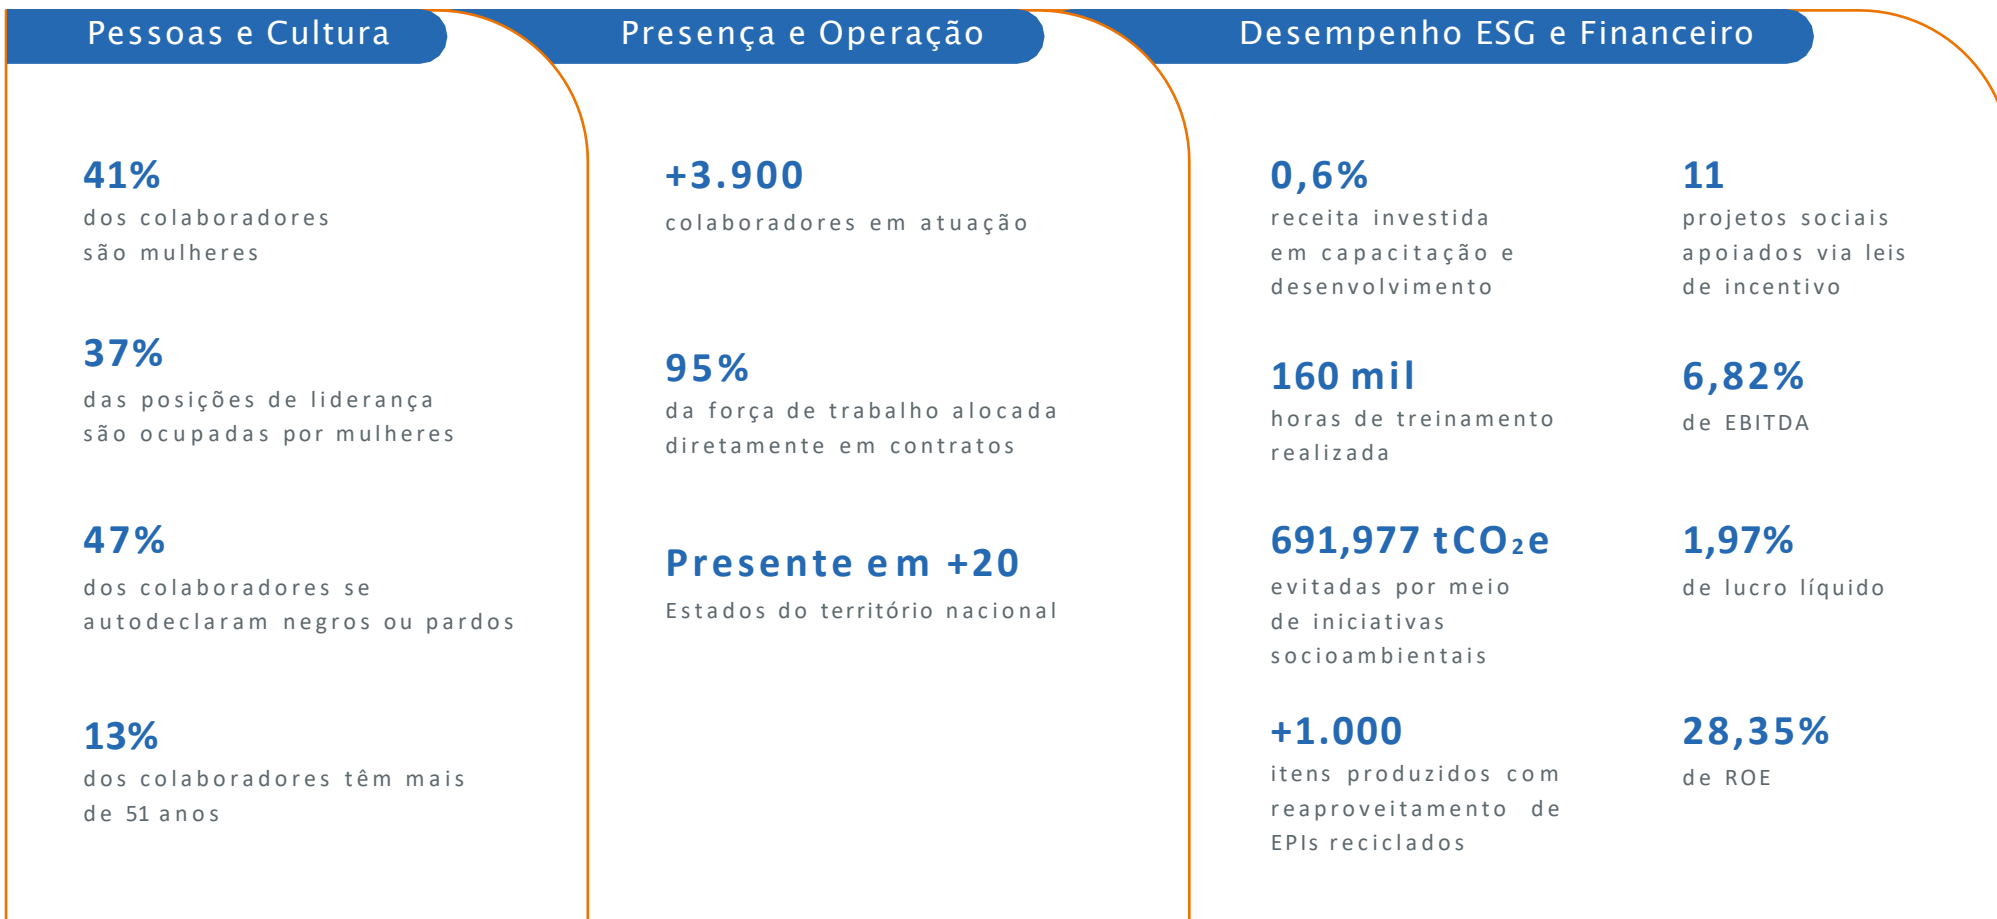 Pessoas e Cultura
41%
dos colaboradores
são mulheres
37%
das posições de liderança
são ocupadas por mulheres
47%
dos colaboradores se
autodeclaram negros ou pardos
13%
dos colaboradores têm mais
de 51 anos
Presença e Operação
+3.900
colaboradores em atuação
95%
da força de trabalho alocada
diretamente em contratos
Presente em +20
Estados do território nacional
Desempenho ESG e Financeiro
0,6%
receita investida
em capacitação e
desenvolvimento
160 mil
horas de treinamento
realizada
691,977 tCO₂e
evitadas por meio
de iniciativas
socioambientais
+1.000
itens produzidos com
reaproveitamento de
EPIs reciclados
11
projetos sociais
apoiados via leis
de incentivo
6,82%
de EBITDA
1,97%
de lucro líquido
28,35%
de ROE